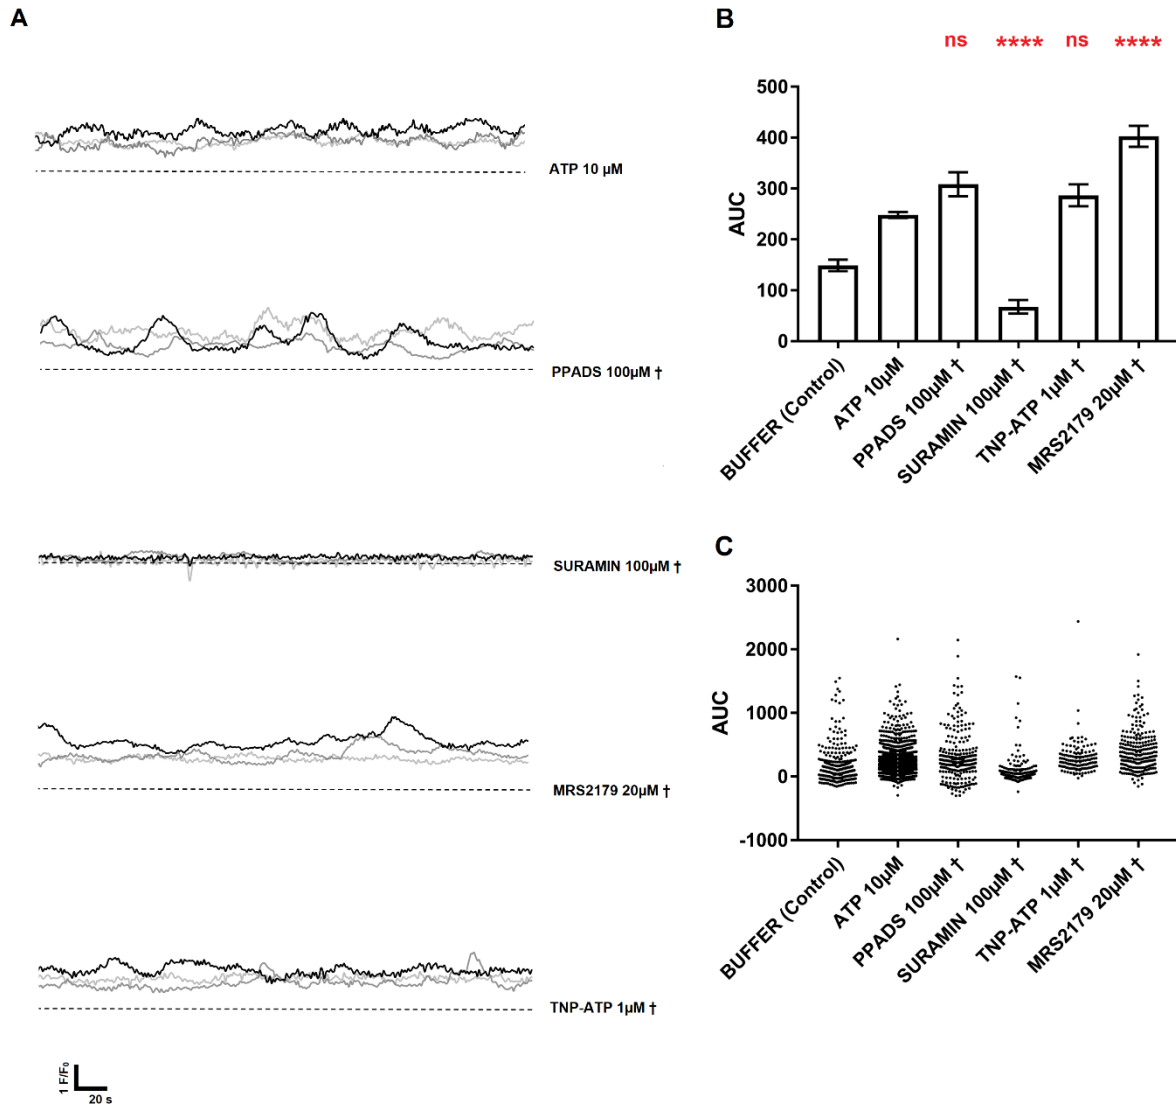 A
ATP 10 µM
PPADS 100µM †
SURAMIN 100µM †
MRS2179 20µM †
TNP-ATP 1µM †
1 F/F₀
20 s
B
ns **** ns ****
500
400
300
200
100
0
AUC
BUFFER (Control)
ATP 10µM
PPADS 100µM †
SURAMIN 100µM †
TNP-ATP 1µM †
MRS2179 20µM †
C
3000
2000
1000
0
-1000
AUC
BUFFER (Control)
ATP 10µM
PPADS 100µM †
SURAMIN 100µM †
TNP-ATP 1µM †
MRS2179 20µM †